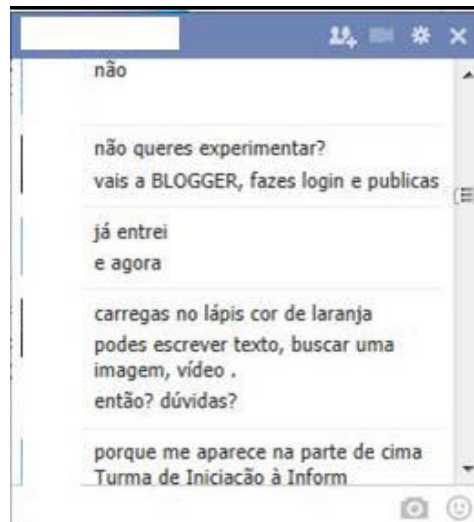 não
não queres experimentar?
vais a BLOGGER, fazes login e publicas
já entrei
e agora
carregas no lápis cor de laranja
podes escrever texto, buscar uma
imagem, vídeo .
então? dúvidas?
porque me aparece na parte de cima
Turma de Iniciação à Inform